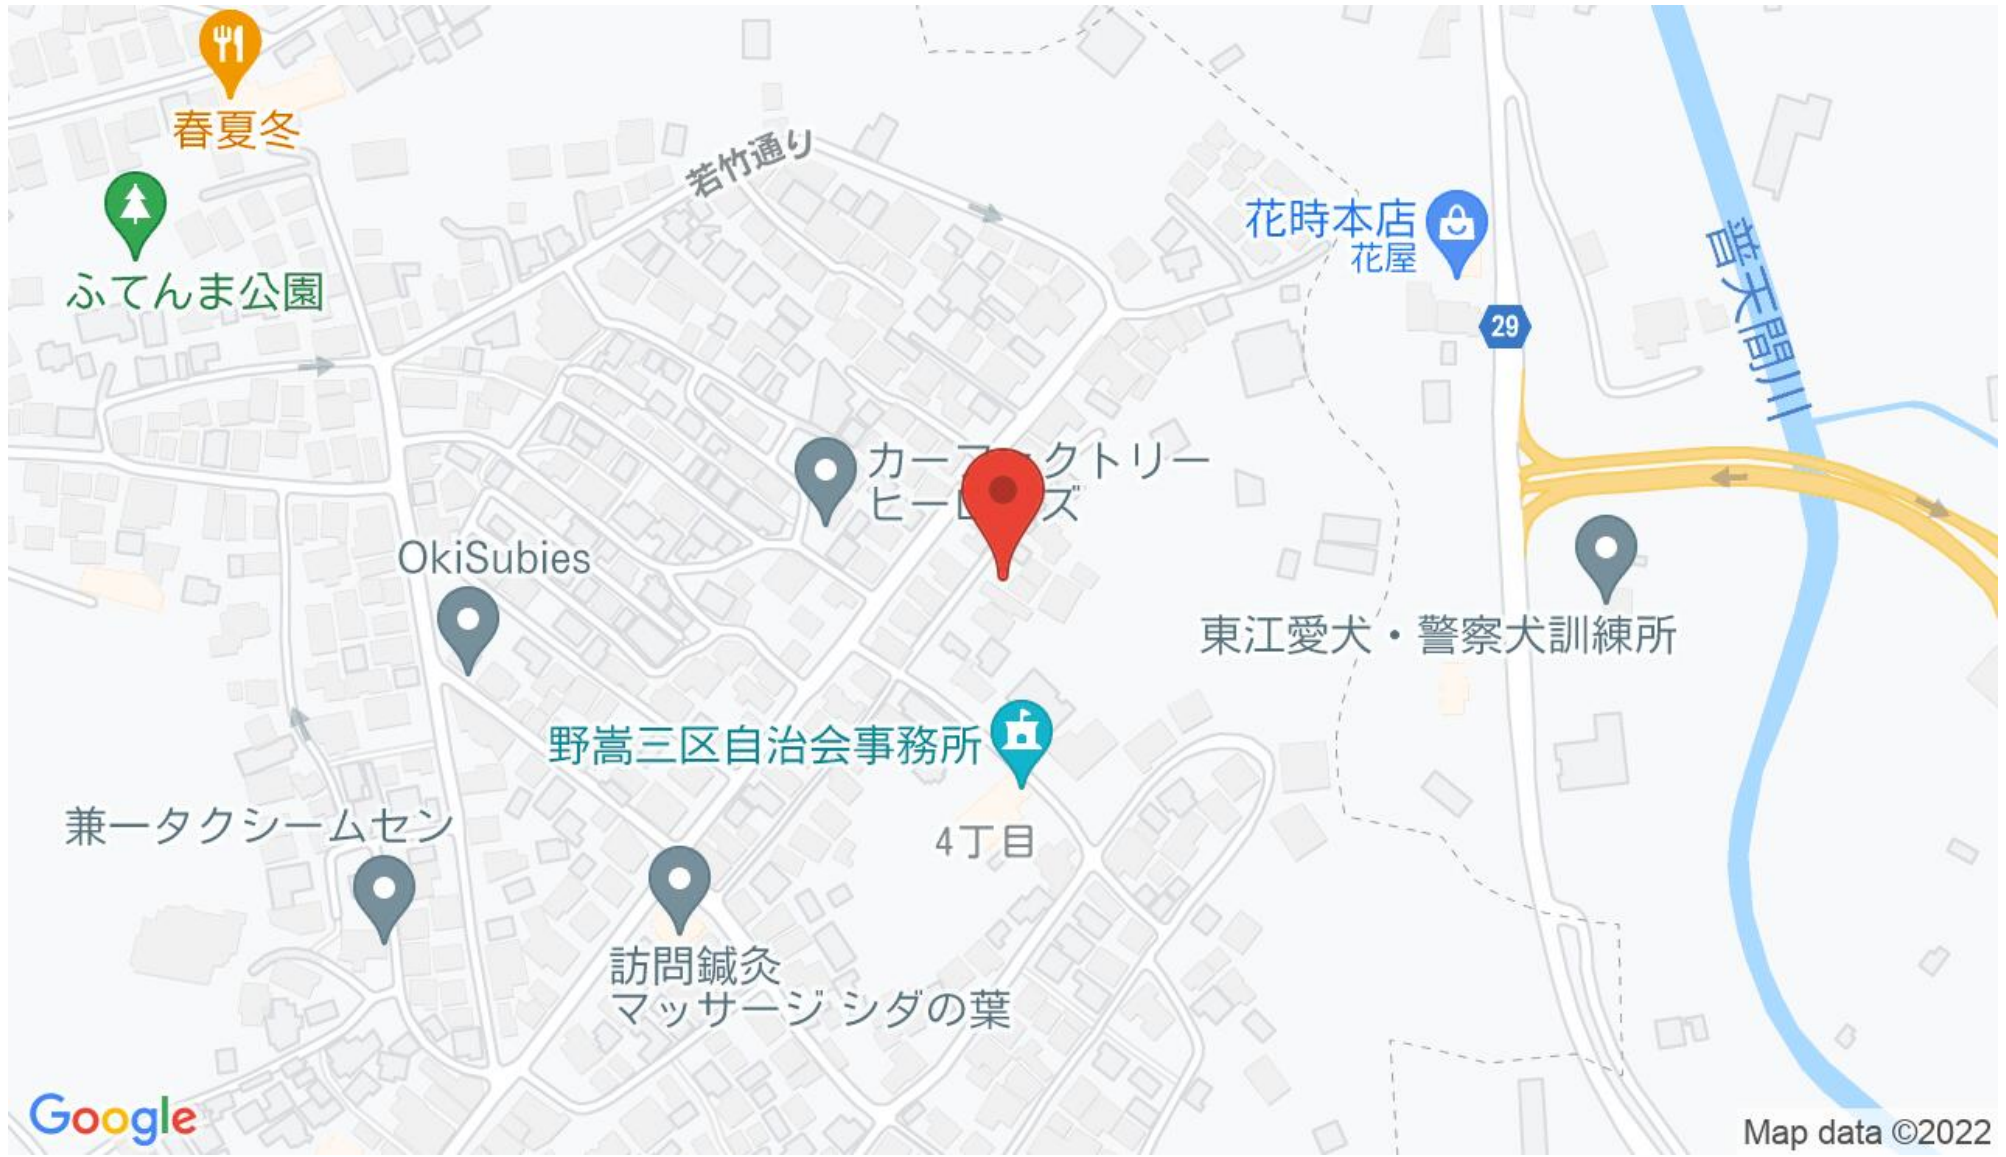 春夏冬
若竹通り
ふてんま公園
花時本店
花屋
29
普天間川
カーファクトリー
ヒーローズ
OkiSubies
東江愛犬・警察犬訓練所
野嵩三区自治会事務所
兼一タクシームセン
4丁目
訪問鍼灸
マッサージ シダの葉
Google
Map data ©2022